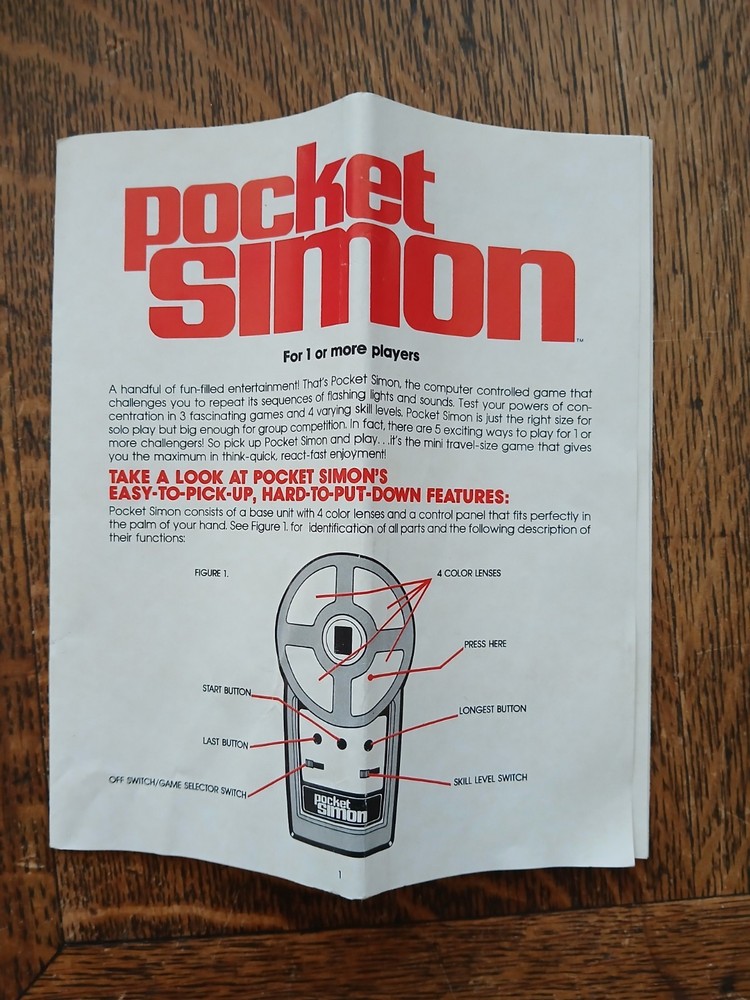 pocket
simon
™
For 1 or more players
A handful of fun-filled entertainment! That's Pocket Simon, the computer controlled game that
challenges you to repeat its sequences of flashing lights and sounds. Test your powers of con-
centration in 3 fascinating games and 4 varying skill levels. Pocket Simon is just the right size for
solo play but big enough for group competition. In fact, there are 5 exciting ways to play for 1 or
more challengers! So pick up Pocket Simon and play...it's the mini travel-size game that gives
you the maximum in think-quick, react-fast enjoyment!
TAKE A LOOK AT POCKET SIMON'S
EASY-TO-PICK-UP, HARD-TO-PUT-DOWN FEATURES:
Pocket Simon consists of a base unit with 4 color lenses and a control panel that fits perfectly in
the palm of your hand. See Figure 1. for identification of all parts and the following description of
their functions:
FIGURE 1.
4 COLOR LENSES
PRESS HERE
START BUTTON
LONGEST BUTTON
LAST BUTTON
OFF SWITCH/GAME SELECTOR SWITCH
SKILL LEVEL SWITCH
pocket
simon
1